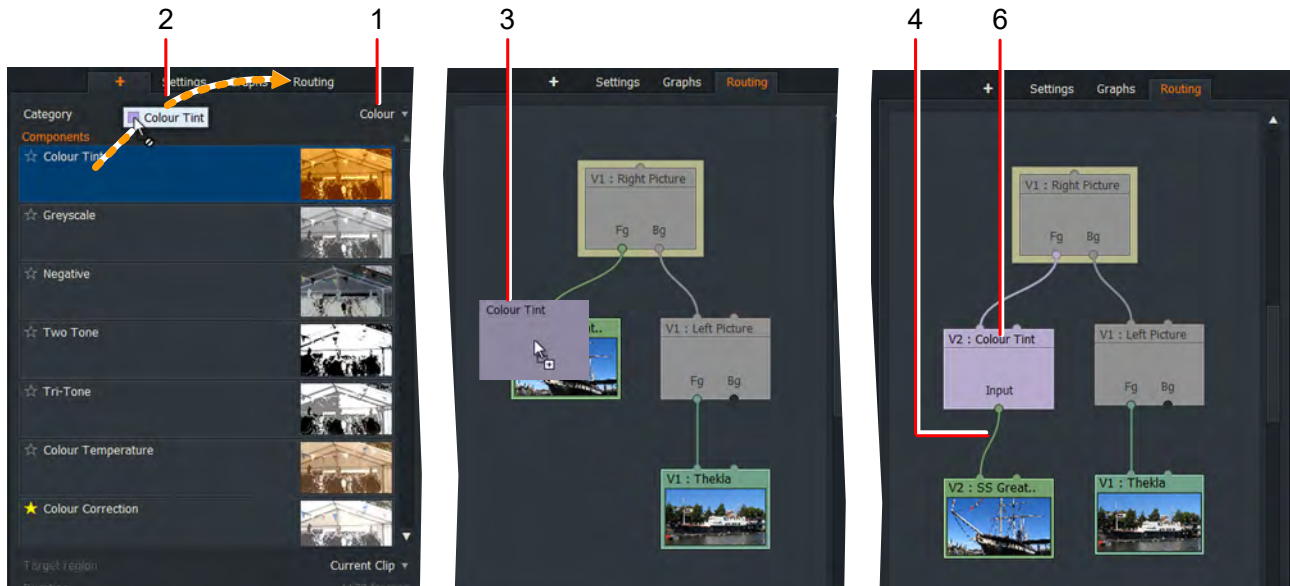 2 1 3 4 6
+ Settings Graphs Routing
Category Colour Tint Colour
Components
Colour Tint
Greyscale
Negative
Two Tone
Tri-Tone
Colour Temperature
Colour Correction
Target region Current Clip
+ Settings Graphs Routing
V1 : Right Picture
Fg Bg
Colour Tint
V1 : Left Picture
Fg Bg
V1 : Thekla
+ Settings Graphs Routing
V1 : Right Picture
Fg Bg
V2 : Colour Tint V1 : Left Picture
Input Fg Bg
V2 : SS Great.. V1 : Thekla